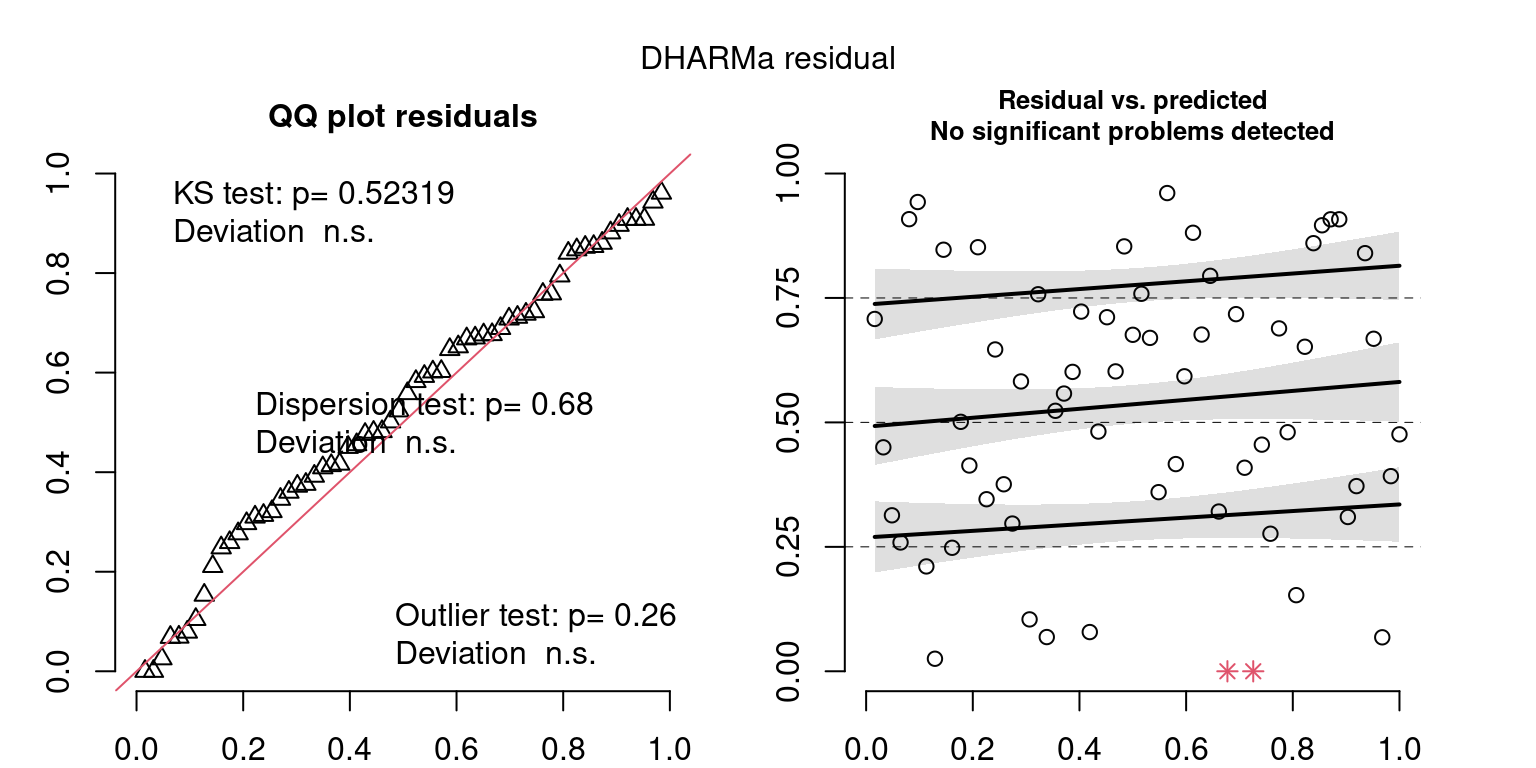 DHARMa residual
QQ plot residuals
KS test: p= 0.52319
Deviation  n.s.
Dispersion test: p= 0.68
Deviation  n.s.
Outlier test: p= 0.26
Deviation  n.s.
1.0
0.8
0.6
0.4
0.2
0.0
0.0 0.2 0.4 0.6 0.8 1.0
Residual vs. predicted
No significant problems detected
1.00
0.75
0.50
0.25
0.00
0.0 0.2 0.4 0.6 0.8 1.0